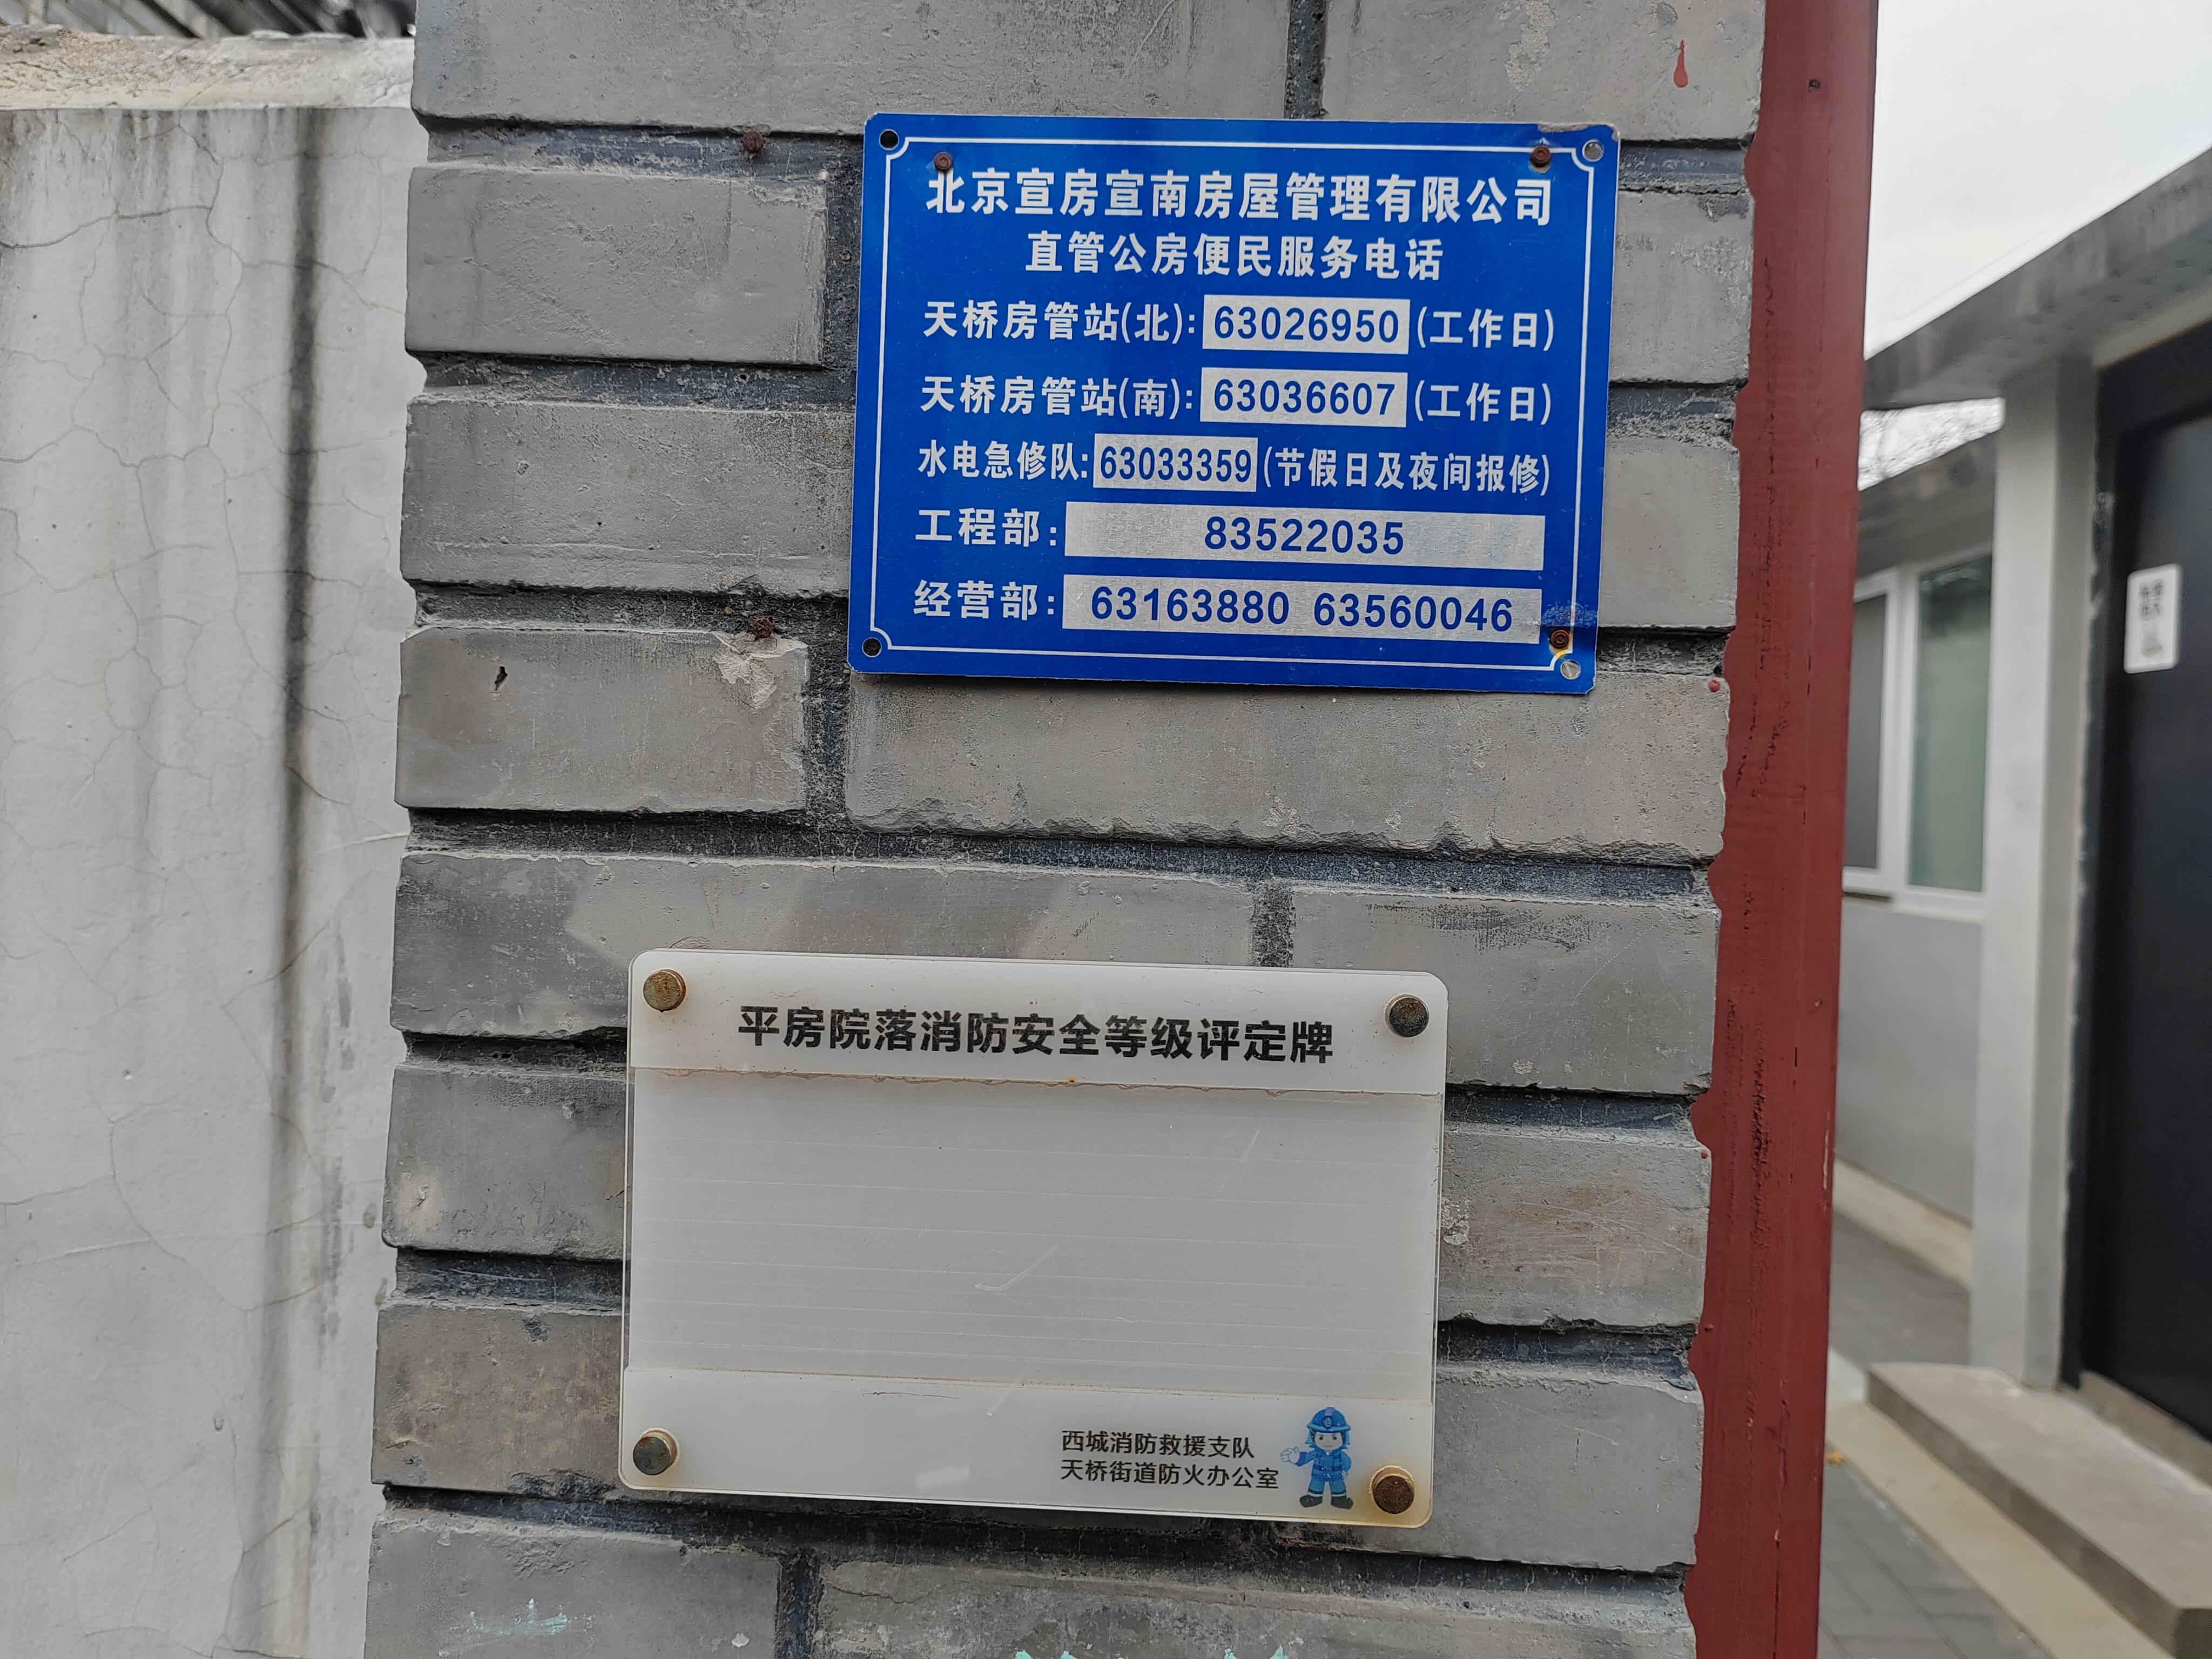 北京宣房宣南房屋管理有限公司
直管公房便民服务电话
天桥房管站(北): 63026950 (工作日)
天桥房管站(南): 63036607 (工作日)
水电急修队: 63033359 (节假日及夜间报修)
工程部: 83522035
经营部: 63163880 63560046
平房院落消防安全等级评定牌
西城消防救援支队
天桥街道防火办公室